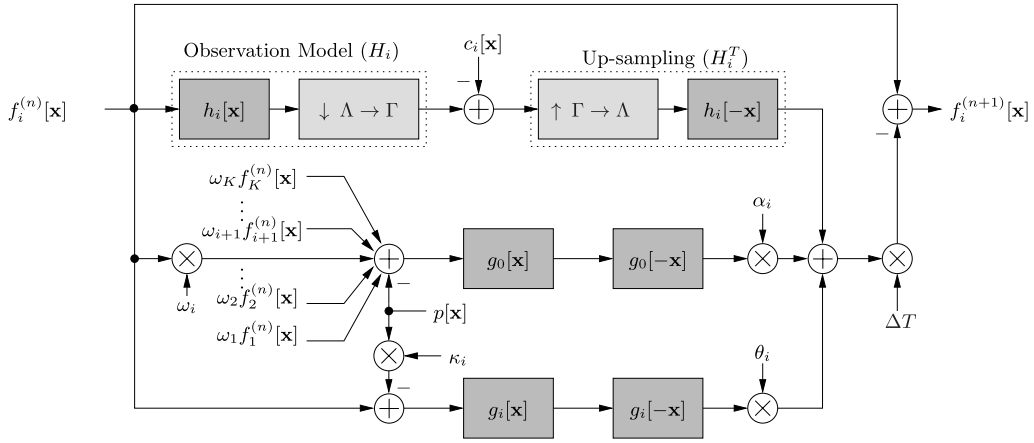 Observation Model (H_i)
c_i[x]
Up-sampling (H_i^T)
−
f_i^{(n)}[x]
h_i[x]
↓ Λ → Γ
+
↑ Γ → Λ
h_i[−x]
+
f_i^{(n+1)}[x]
−
ω_K f_K^{(n)}[x]
⋮
ω_{i+1} f_{i+1}^{(n)}[x]
α_i
×
+
g_0[x]
g_0[−x]
×
+
×
ω_i
⋮
ω_2 f_2^{(n)}[x]
−
ω_1 f_1^{(n)}[x]
p[x]
ΔT
×
κ_i
θ_i
−
+
g_i[x]
g_i[−x]
×